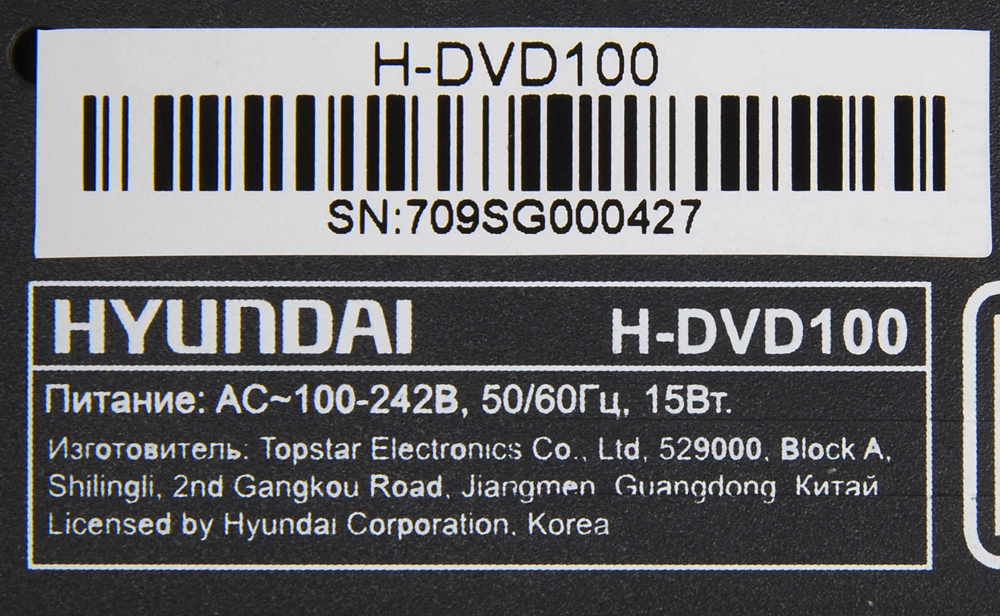 H-DVD100
SN:709SG000427
HYUNDAI H-DVD100
Питание: AC~100-242В, 50/60Гц, 15Вт.
Изготовитель: Topstar Electronics Co., Ltd, 529000, Block A,
Shilingli, 2nd Gangkou Road, Jiangmen Guangdong Китай
Licensed by Hyundai Corporation, Korea